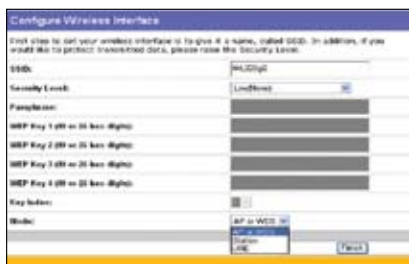 Configure Wireless Interface
First step to set your wireless interface is to give it a name, called SSID. In addition, if you
would like to protect transmitted data, please raise the Security Level.
SSID:
Security Level: Low(None)
Passphrase:
WEP Key 1 (10 or 26 hex digits):
WEP Key 2 (10 or 26 hex digits):
WEP Key 3 (10 or 26 hex digits):
WEP Key 4 (10 or 26 hex digits):
Key Index:
Mode: AP or WDS
AP or WDS
Station
URE
Finish